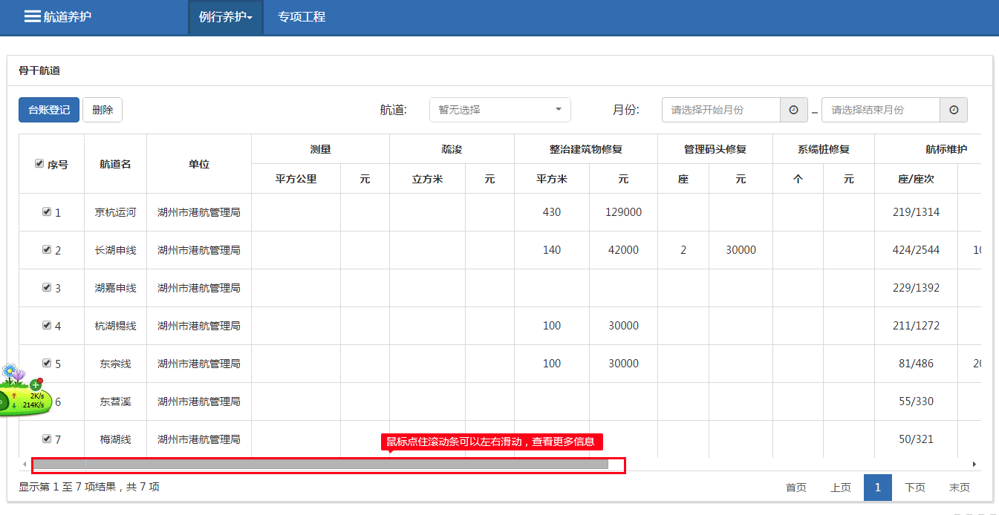 航道养护 例行养护 专项工程
骨干航道
台账登记 删除 航道: 暂无选择 月份: 请选择开始月份 – 请选择结束月份
序号 航道名 单位 测量 疏浚 整治建筑物修复 管理码头修复 系缆桩修复 航标维护
平方公里 元 立方米 元 平方米 元 座 元 个 元 座/座次
1 京杭运河 湖州市港航管理局 430 129000 219/1314
2 长湖申线 湖州市港航管理局 140 42000 2 30000 424/2544
3 湖嘉申线 湖州市港航管理局 229/1392
4 杭湖锡线 湖州市港航管理局 100 30000 211/1272
5 东宗线 湖州市港航管理局 100 30000 81/486
2K/s
214K/s
6 东苕溪 湖州市港航管理局 55/330
7 梅湖线 湖州市港航管理局 50/321
鼠标点住滚动条可以左右滑动，查看更多信息
显示第 1 至 7 项结果，共 7 项 首页 上页 1 下页 末页